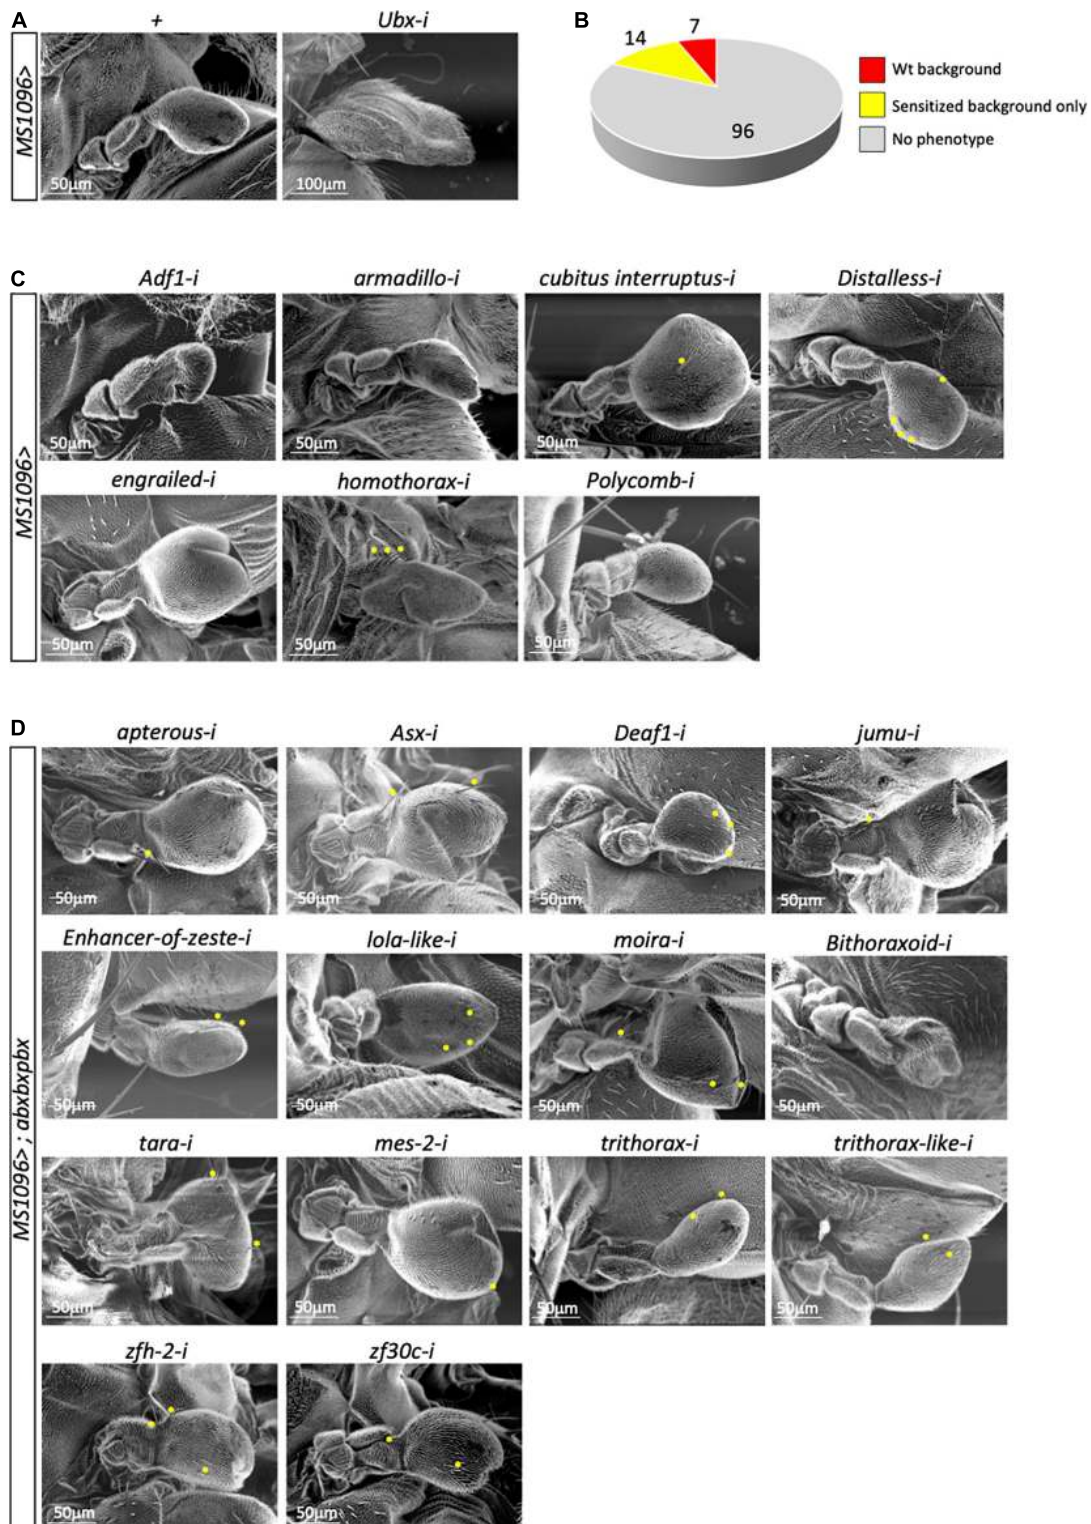 A
+
Ubx-i
MS1096>
50μm
100μm
B
7
14
96
Wt background
Sensitized background only
No phenotype
C
Adf1-i
armadillo-i
cubitus interruptus-i
Distalless-i
MS1096>
50μm
50μm
50μm
50μm
engrailed-i
homothorax-i
Polycomb-i
50μm
50μm
50μm
D
apterous-i
Asx-i
Deaf1-i
jumu-i
MS1096> ; abxbxpbx
50μm
50μm
50μm
50μm
Enhancer-of-zeste-i
lola-like-i
moira-i
Bithoraxoid-i
50μm
50μm
50μm
50μm
tara-i
mes-2-i
trithorax-i
trithorax-like-i
50μm
50μm
50μm
50μm
zfh-2-i
zf30c-i
50μm
50μm